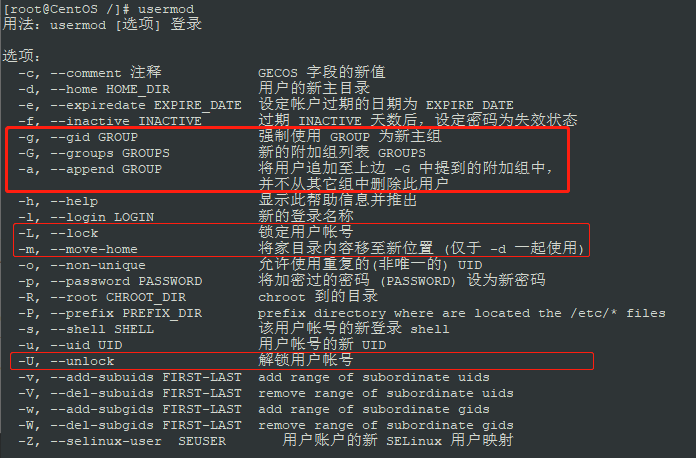 [root@CentOS /]# usermod
用法：usermod [选项] 登录
选项：
-c, --comment 注释 GECOS 字段的新值
-d, --home HOME_DIR 用户的新主目录
-e, --expiredate EXPIRE_DATE 设定帐户过期的日期为 EXPIRE_DATE
-f, --inactive INACTIVE 过期 INACTIVE 天数后，设定密码为失效状态
-g, --gid GROUP 强制使用 GROUP 为新主组
-G, --groups GROUPS 新的附加组列表 GROUPS
-a, --append GROUP 将用户追加至上边 -G 中提到的附加组中，
并不从其它组中删除此用户
-h, --help 显示此帮助信息并推出
-l, --login LOGIN 新的登录名称
-L, --lock 锁定用户帐号
-m, --move-home 将家目录内容移至新位置 (仅于 -d 一起使用)
-o, --non-unique 允许使用重复的(非唯一的) UID
-p, --password PASSWORD 将加密过的密码 (PASSWORD) 设为新密码
-R, --root CHROOT_DIR chroot 到的目录
-P, --prefix PREFIX_DIR prefix directory where are located the /etc/* files
-s, --shell SHELL 该用户帐号的新登录 shell
-u, --uid UID 用户帐号的新 UID
-U, --unlock 解锁用户帐号
-v, --add-subuids FIRST-LAST add range of subordinate uids
-V, --del-subuids FIRST-LAST remove range of subordinate uids
-w, --add-subgids FIRST-LAST add range of subordinate gids
-W, --del-subgids FIRST-LAST remove range of subordinate gids
-Z, --selinux-user SEUSER 用户账户的新 SELinux 用户映射